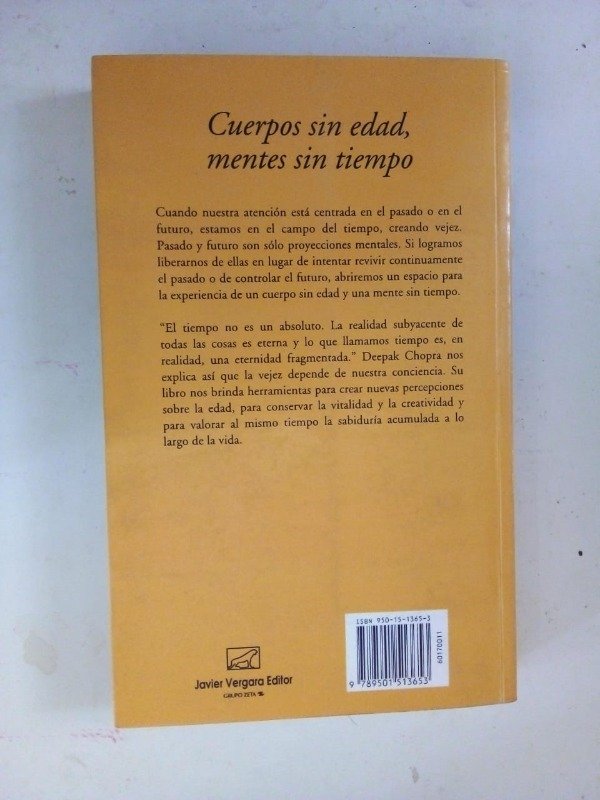 Cuerpos sin edad,
mentes sin tiempo
Cuando nuestra atención está centrada en el pasado o en el
futuro, estamos en el campo del tiempo, creando vejez.
Pasado y futuro son sólo proyecciones mentales. Si logramos
liberarnos de ellas en lugar de intentar revivir continuamente
el pasado o de controlar el futuro, abriremos un espacio para
la experiencia de un cuerpo sin edad y una mente sin tiempo.
"El tiempo no es un absoluto. La realidad subyacente de
todas las cosas es eterna y lo que llamamos tiempo es, en
realidad, una eternidad fragmentada." Deepak Chopra nos
explica así que la vejez depende de nuestra conciencia. Su
libro nos brinda herramientas para crear nuevas percepciones
sobre la edad, para conservar la vitalidad y la creatividad y
para valorar al mismo tiempo la sabiduría acumulada a lo
largo de la vida.
ISBN 950-15-1365-3
9 789501 513653
60170011
Javier Vergara Editor
GRUPO ZETA